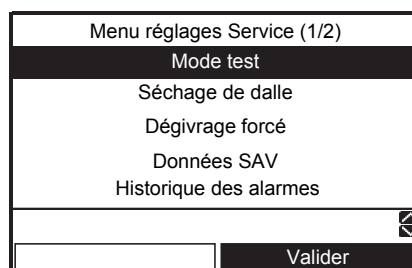 Menu réglages Service (1/2)
Mode test
Séchage de dalle
Dégivrage forcé
Données SAV
Historique des alarmes
Valider